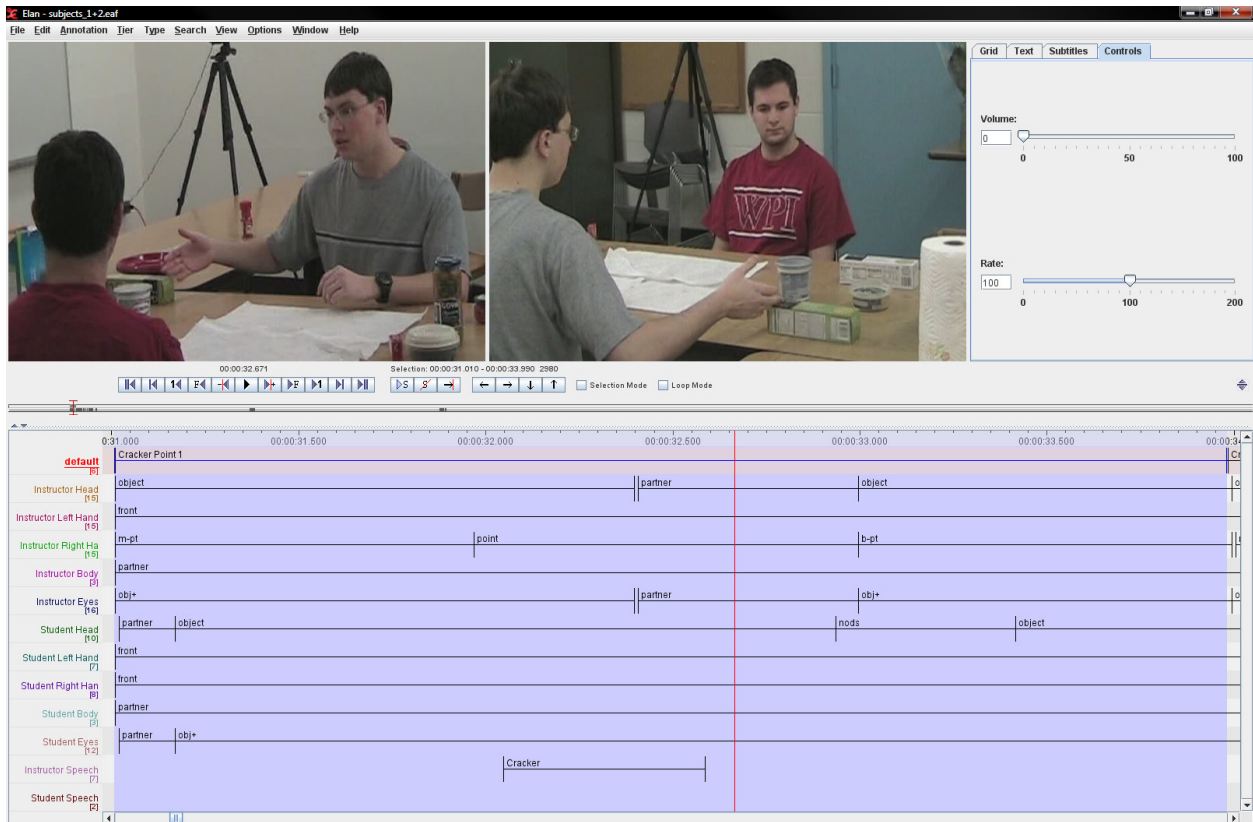 Elan - subjects_1+2.eaf
File Edit Annotation Tier Type Search View Options Window Help
WPI
Grid Text Subtitles Controls
Volume:
0
0 50 100
Rate:
100
0 100 200
00:00:32.671 Selection: 00:00:31.010 - 00:00:33.990 2980
Selection Mode Loop Mode
0:31.000 00:00:31.500 00:00:32.000 00:00:32.500 00:00:33.000 00:00:33.500 00:00:34
default Cracker Point 1 Cr
[6]
Instructor Head object partner object o
[15]
Instructor Left Hand front
[15]
Instructor Right Ha m-pt point b-pt
[15]
Instructor Body partner
[3]
Instructor Eyes obj+ partner obj+ o
[16]
Student Head partner object nods object
[10]
Student Left Hand front
[7]
Student Right Han front
[8]
Student Body partner
[3]
Student Eyes partner obj+
[12]
Instructor Speech Cracker
[7]
Student Speech
[2]